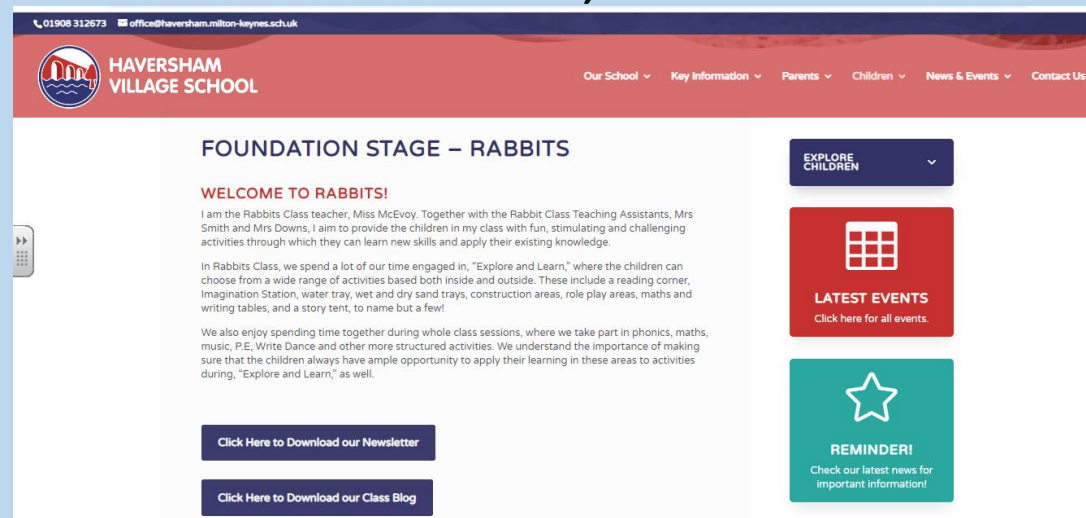 01908 312673 office@haversham.milton-keynes.sch.uk
HAVERSHAM
VILLAGE SCHOOL
Our School Key Information Parents Children News & Events Contact Us
FOUNDATION STAGE – RABBITS
WELCOME TO RABBITS!
I am the Rabbits Class teacher, Miss McEvoy. Together with the Rabbit Class Teaching Assistants, Mrs
Smith and Mrs Downs, I aim to provide the children in my class with fun, stimulating and challenging
activities through which they can learn new skills and apply their existing knowledge.
In Rabbits Class, we spend a lot of our time engaged in, “Explore and Learn,” where the children can
choose from a wide range of activities based both inside and outside. These include a reading corner,
Imagination Station, water tray, wet and dry sand trays, construction areas, role play areas, maths and
writing tables, and a story tent, to name but a few!
We also enjoy spending time together during whole class sessions, where we take part in phonics, maths,
music, P.E, Write Dance and other more structured activities. We understand the importance of making
sure that the children always have ample opportunity to apply their learning in these areas to activities
during, “Explore and Learn,” as well.
Click Here to Download our Newsletter
Click Here to Download our Class Blog
EXPLORE
CHILDREN
LATEST EVENTS
Click here for all events.
REMINDER!
Check our latest news for
important information!